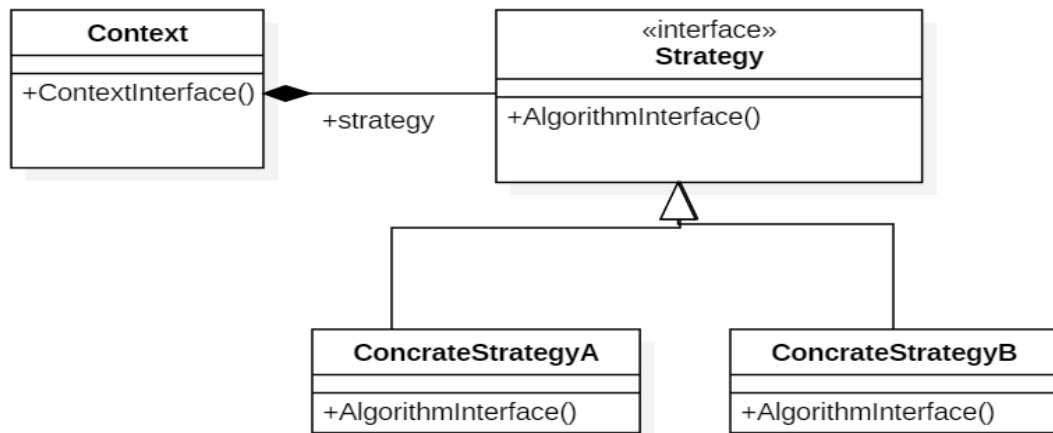 Context
+ContextInterface()
+strategy
«interface»
Strategy
+AlgorithmInterface()
ConcrateStrategyA
+AlgorithmInterface()
ConcrateStrategyB
+AlgorithmInterface()